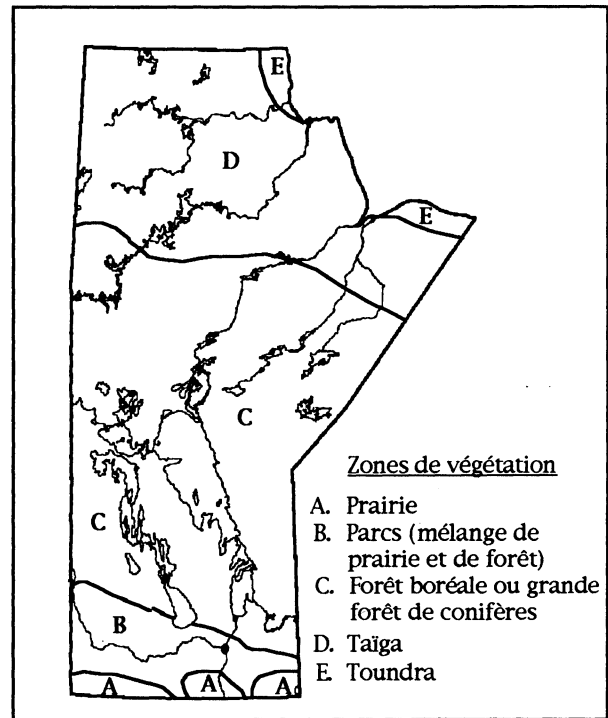 E
D
E
C
C
B
A
A
A
Zones de végétation
A. Prairie
B. Parcs (mélange de
prairie et de forêt)
C. Forêt boréale ou grande
forêt de conifères
D. Taïga
E. Toundra